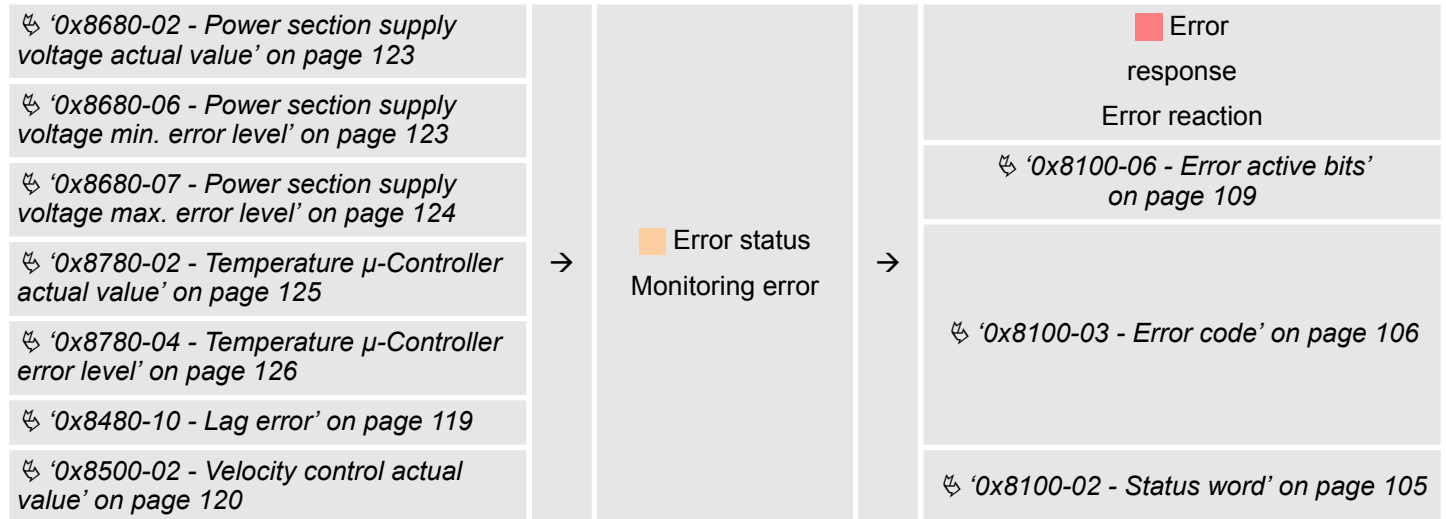 ↳ ‘0x8680-02 - Power section supply
voltage actual value’ on page 123
↳ ‘0x8680-06 - Power section supply
voltage min. error level’ on page 123
↳ ‘0x8680-07 - Power section supply
voltage max. error level’ on page 124
↳ ‘0x8780-02 - Temperature µ-Controller
actual value’ on page 125
↳ ‘0x8780-04 - Temperature µ-Controller
error level’ on page 126
↳ ‘0x8480-10 - Lag error’ on page 119
↳ ‘0x8500-02 - Velocity control actual
value’ on page 120
→
Error status
Monitoring error
→
Error
response
Error reaction
↳ ‘0x8100-06 - Error active bits’
on page 109
↳ ‘0x8100-03 - Error code’ on page 106
↳ ‘0x8100-02 - Status word’ on page 105